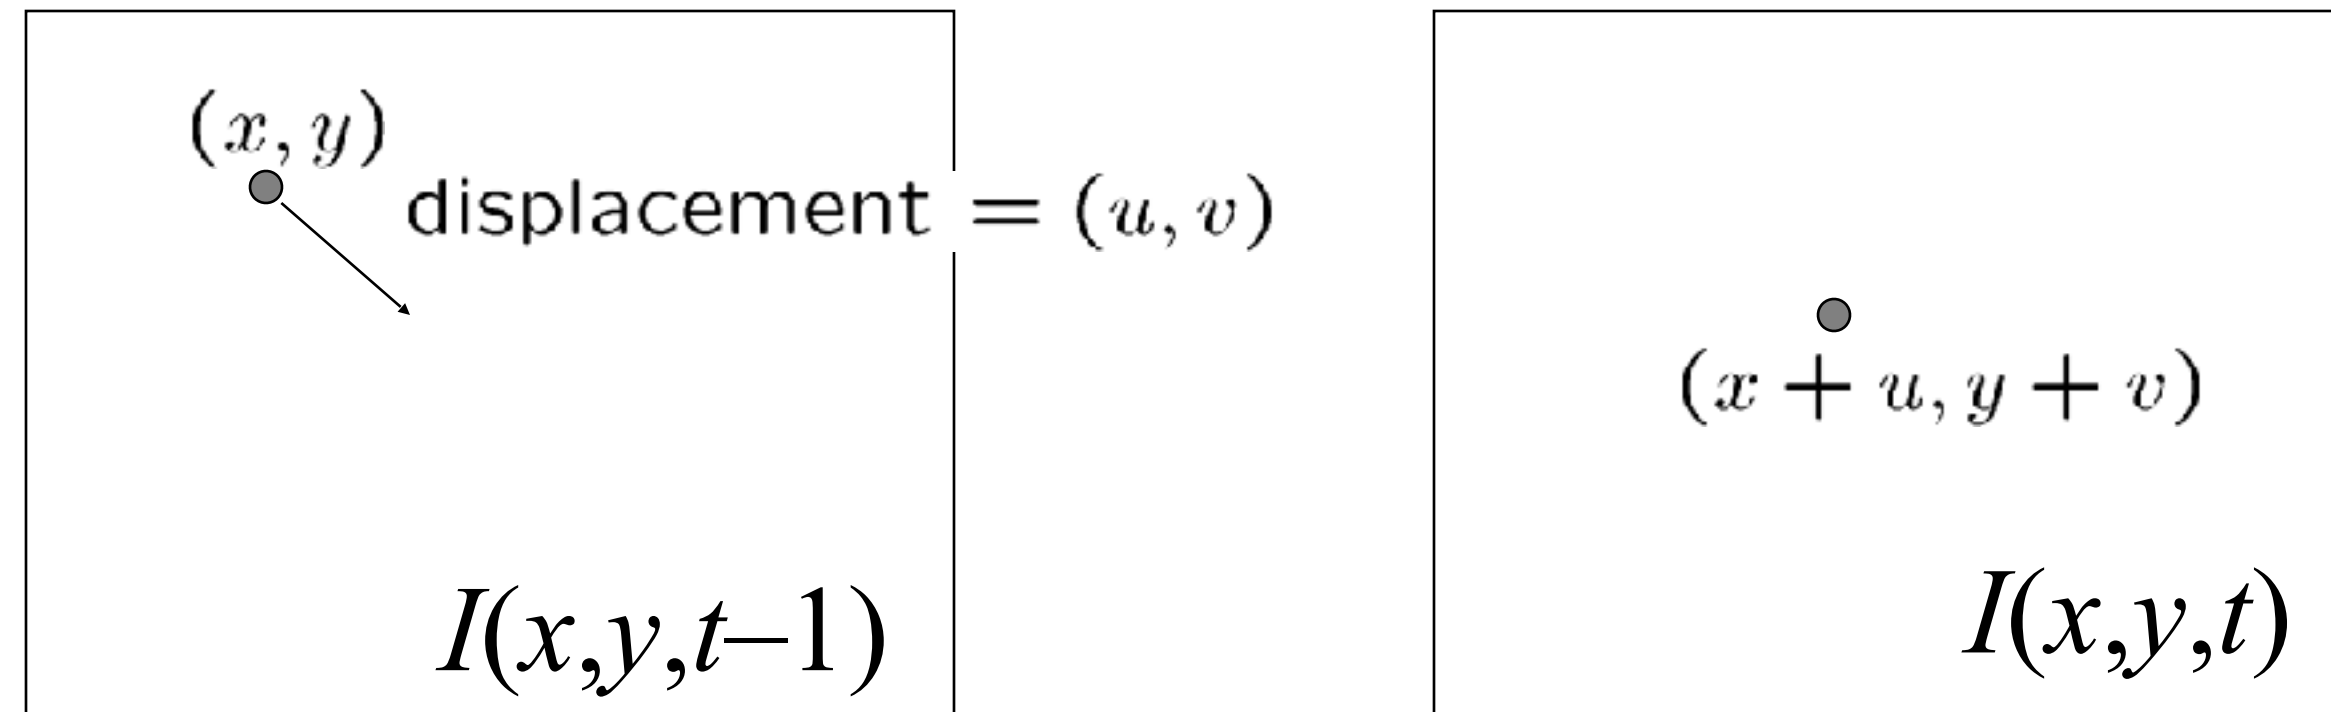 (x, y)
displacement = (u, v)
I(x,y,t–1)
(x + u, y + v)
I(x,y,t)